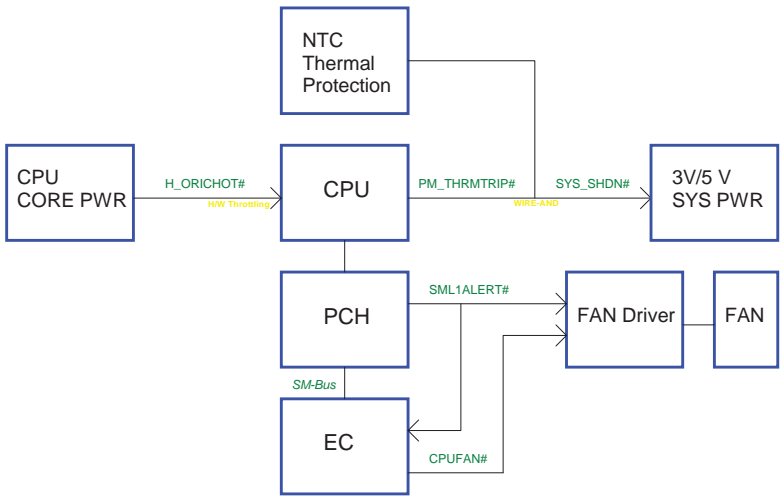 NTC
Thermal
Protection
CPU
CORE PWR
H_ORICHOT#
H/W Throttling
CPU
PM_THRMTRIP#
WIRE-AND
SYS_SHDN#
3V/5 V
SYS PWR
PCH
SML1ALERT#
FAN Driver
FAN
SM-Bus
EC
CPUFAN#